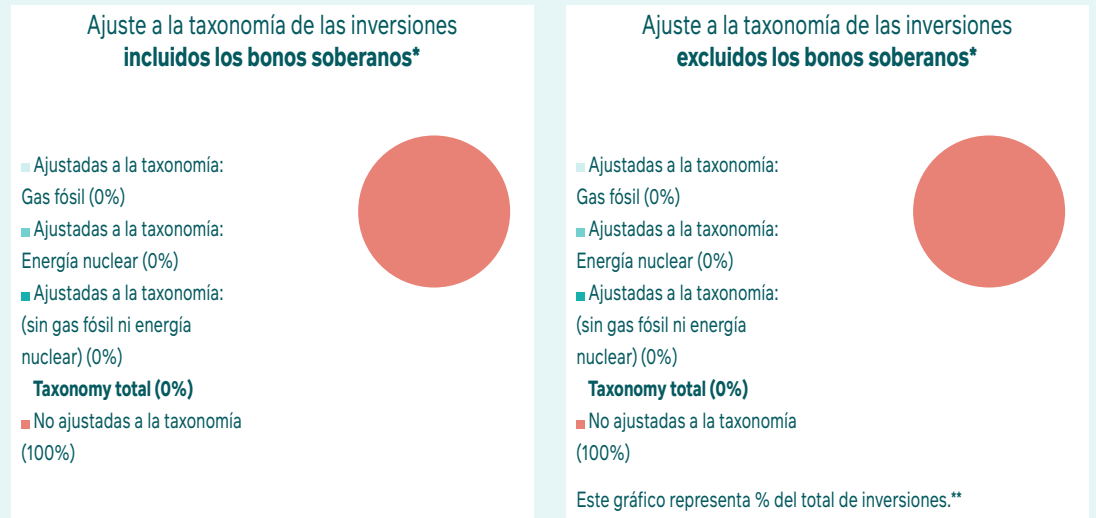 Ajuste a la taxonomía de las inversiones
incluidos los bonos soberanos*
Ajustadas a la taxonomía:
Gas fósil (0%)
Ajustadas a la taxonomía:
Energía nuclear (0%)
Ajustadas a la taxonomía:
(sin gas fósil ni energía
nuclear) (0%)
Taxonomy total (0%)
No ajustadas a la taxonomía
(100%)
Ajuste a la taxonomía de las inversiones
excluidos los bonos soberanos*
Ajustadas a la taxonomía:
Gas fósil (0%)
Ajustadas a la taxonomía:
Energía nuclear (0%)
Ajustadas a la taxonomía:
(sin gas fósil ni energía
nuclear) (0%)
Taxonomy total (0%)
No ajustadas a la taxonomía
(100%)
Este gráfico representa % del total de inversiones.**